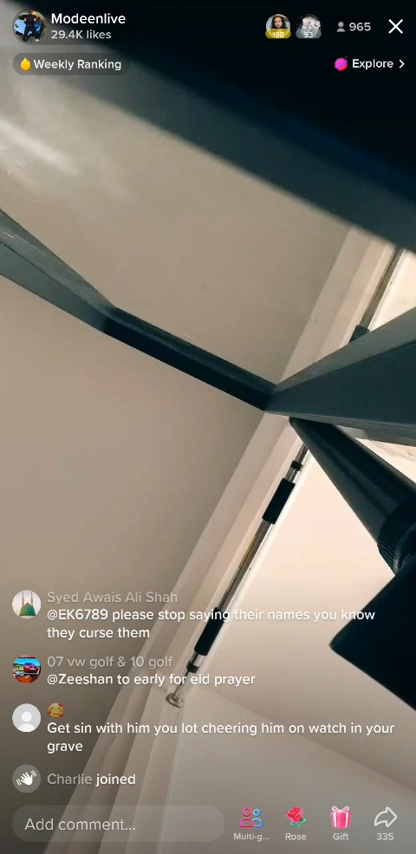 Modeenlive
29.4K likes
198
53
965
Weekly Ranking
Explore
Syed Awais Ali Shah
@EK6789 please stop saying their names you know
they curse them
07 vw golf & 10 golf
@Zeeshan to early for eid prayer
Get sin with him you lot cheering him on watch in your
grave
Charlie joined
Add comment...
Multi-g...
Rose
Gift
335